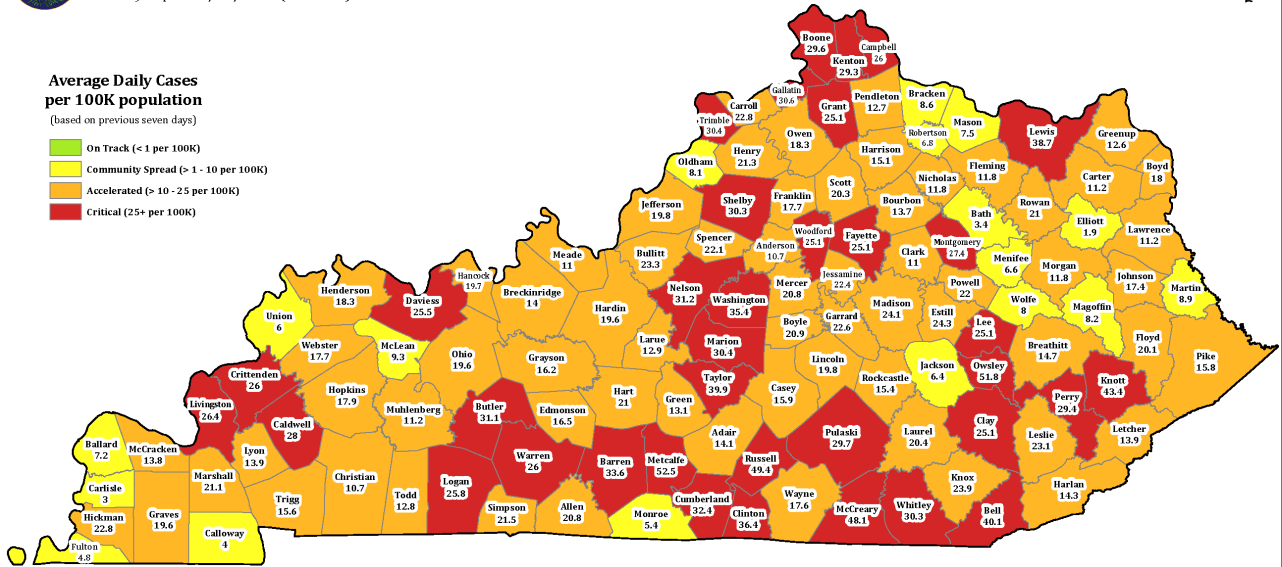 Average Daily Cases
per 100K population
(based on previous seven days)
On Track (< 1 per 100K)
Community Spread (> 1 - 10 per 100K)
Accelerated (> 10 - 25 per 100K)
Critical (25+ per 100K)
Boone
29.6
Kenton
29.3
Campbell
26
Gallatin
30.6
Grant
25.1
Pendleton
12.7
Bracken
8.6
Mason
7.5
Robertson
6.8
Lewis
38.7
Greenup
12.6
Boyd
18
Carter
11.2
Trimble
30.4
Carroll
22.8
Owen
18.3
Henry
21.3
Oldham
8.1
Harrison
15.1
Nicholas
11.8
Fleming
11.8
Rowan
21
Elliott
1.9
Lawrence
11.2
Jefferson
19.8
Shelby
30.3
Franklin
17.7
Scott
20.3
Bourbon
13.7
Bath
3.4
Montgomery
27.4
Menifee
6.6
Morgan
11.8
Johnson
17.4
Martin
8.9
Spencer
22.1
Anderson
10.7
Woodford
25.1
Fayette
25.1
Clark
11
Powell
22
Wolfe
8
Magoffin
8.2
Floyd
20.1
Pike
15.8
Meade
11
Bullitt
23.3
Nelson
31.2
Washington
35.4
Mercer
20.8
Jessamine
22.4
Madison
24.1
Estill
24.3
Lee
25.1
Breathitt
14.7
Knott
43.4
Hancock
19.7
Breckinridge
14
Hardin
19.6
Larue
12.9
Marion
30.4
Boyle
20.9
Garrard
22.6
Lincoln
19.8
Rockcastle
15.4
Jackson
6.4
Owsley
51.8
Perry
29.4
Letcher
13.9
Henderson
18.3
Daviess
25.5
Union
6
Webster
17.7
McLean
9.3
Ohio
19.6
Grayson
16.2
Hart
21
Green
13.1
Taylor
39.9
Casey
15.9
Pulaski
29.7
Laurel
20.4
Clay
25.1
Leslie
23.1
Harlan
14.3
Crittenden
26
Livingston
26.4
Caldwell
28
Hopkins
17.9
Muhlenberg
11.2
Butler
31.1
Edmonson
16.5
Warren
26
Barren
33.6
Metcalfe
52.5
Adair
14.1
Russell
49.4
Wayne
17.6
McCreary
48.1
Whitley
30.3
Knox
23.9
Bell
40.1
Ballard
7.2
McCracken
13.8
Carlisle
3
Marshall
21.1
Lyon
13.9
Trigg
15.6
Christian
10.7
Todd
12.8
Logan
25.8
Simpson
21.5
Allen
20.8
Monroe
5.4
Cumberland
32.4
Clinton
36.4
Hickman
22.8
Graves
19.6
Calloway
4
Fulton
4.8